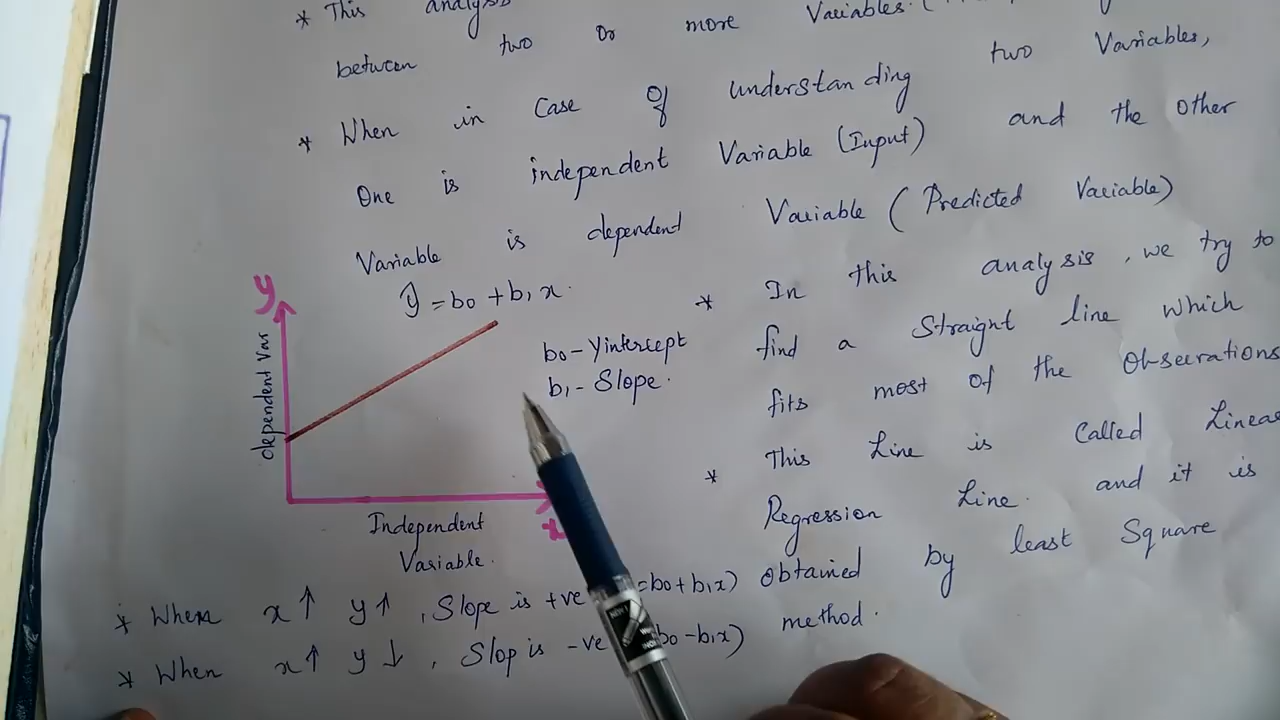 * This analysis
between two or more Variables.(
* When in Case Of understanding two Variables,
One is independent Variable (Input) and the other
Variable is dependent Variable (Predicted Variable)
y
ŷ = b0 + b1 x
dependent Var
b0 - Yintercept
b1 - Slope.
x
Independent
Variable.
* In this analysis, we try to
find a Straight line which
fits most of the Observations
* This Line is Called Linear
Regression Line. and it is
Obtained by least Square
method.
* When x ↑ y ↑ , Slope is +ve =b0+b1x)
* When x ↑ y ↓ , Slop is -ve b0-b1x)